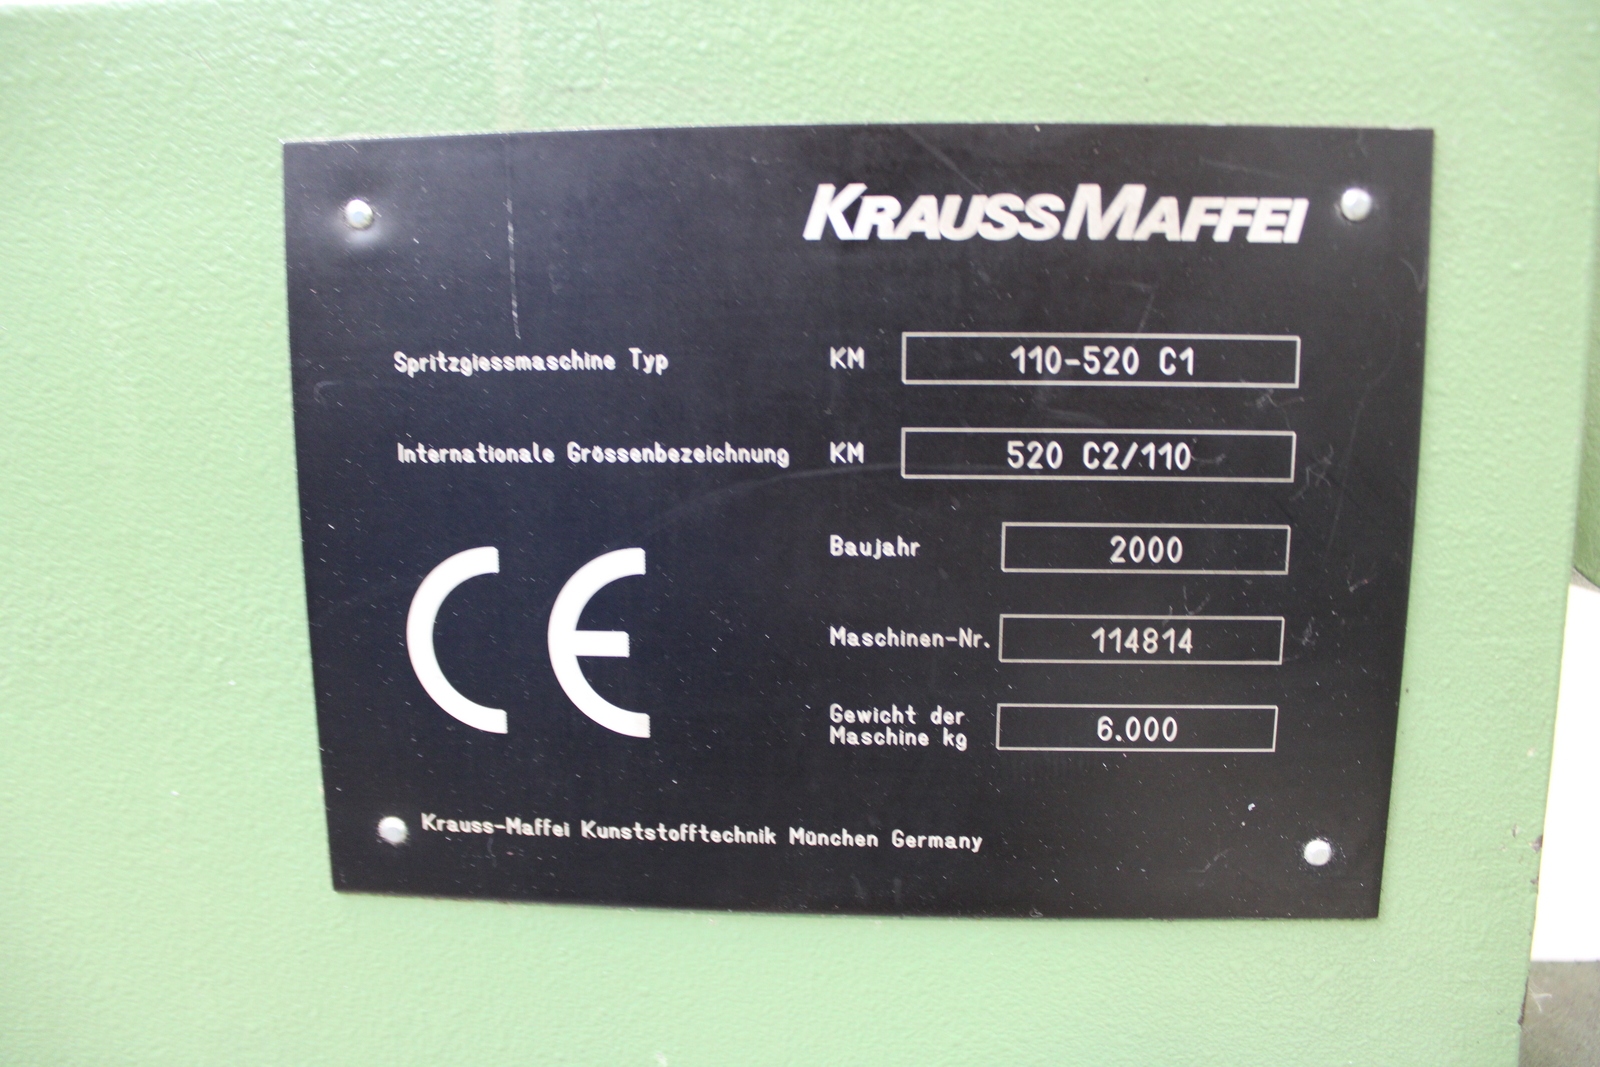 KRAUSSMAFFEI
Spritzgiessmaschine Typ KM 110-520 C1
Internationale Grössenbezeichnung KM 520 C2/110
Baujahr 2000
Maschinen-Nr. 114814
Gewicht der
Maschine kg 6.000
CE
Krauss-Maffei Kunststofftechnik München Germany